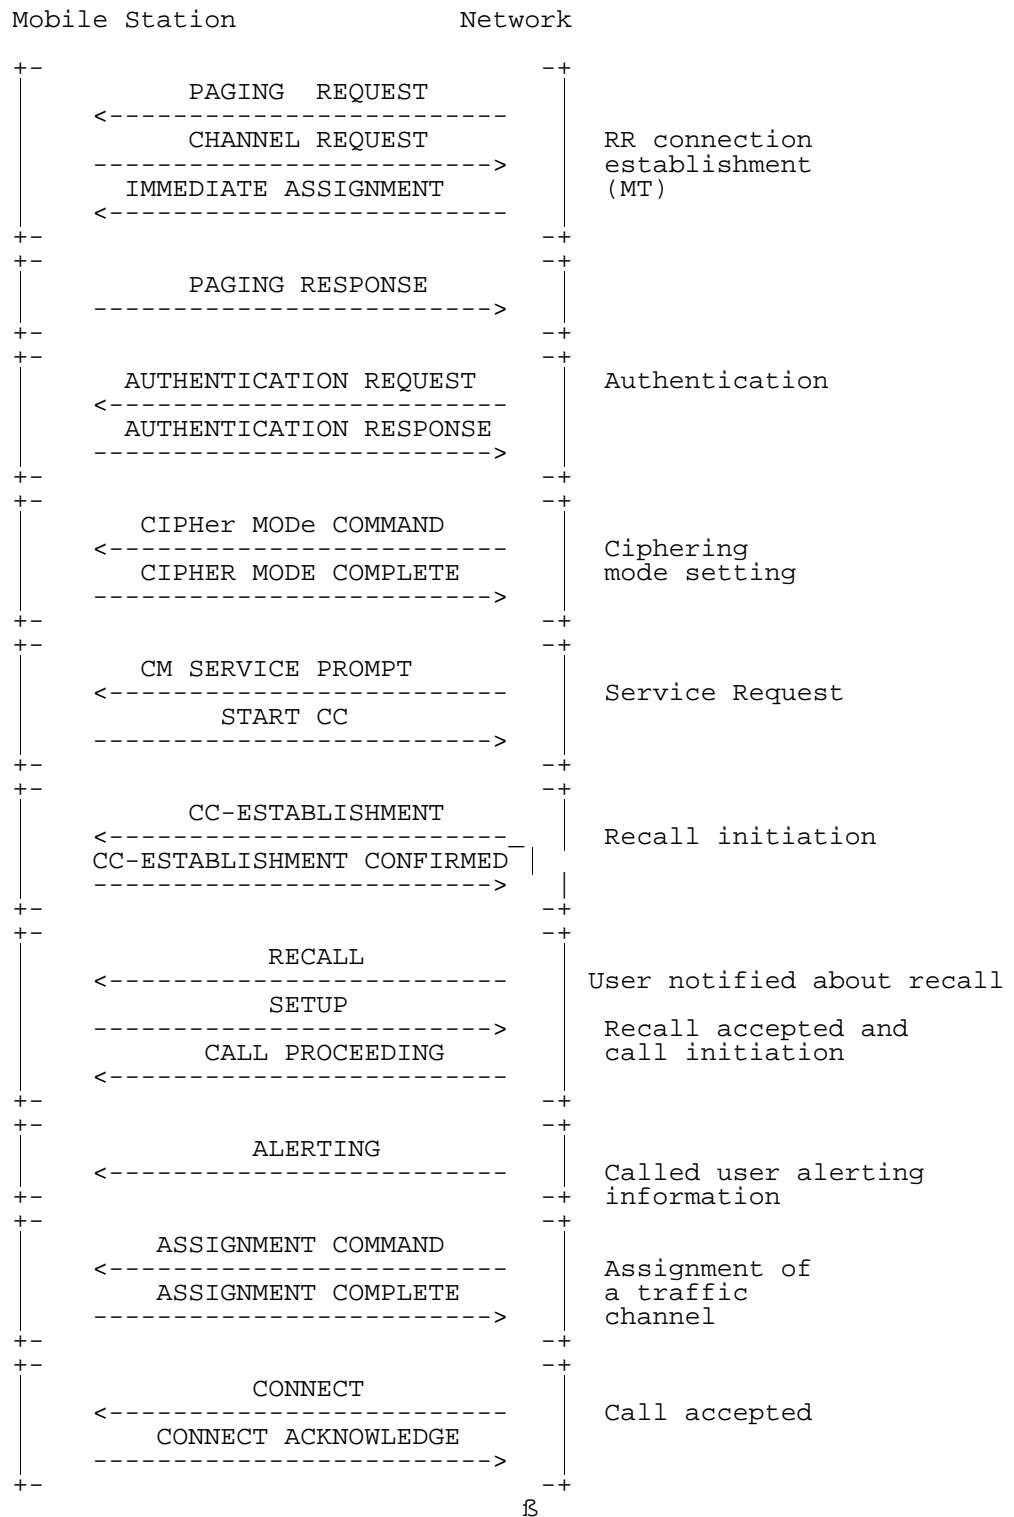 Mobile Station Network
+- -+
PAGING REQUEST
<-------------------------
CHANNEL REQUEST RR connection
-------------------------> establishment
IMMEDIATE ASSIGNMENT (MT)
<-------------------------
+- -+
+- -+
PAGING RESPONSE
------------------------->
+- -+
+- -+
AUTHENTICATION REQUEST Authentication
<-------------------------
AUTHENTICATION RESPONSE
------------------------->
+- -+
+- -+
CIPHer MODe COMMAND
<------------------------- Ciphering
CIPHER MODE COMPLETE mode setting
------------------------->
+- -+
+- -+
CM SERVICE PROMPT
<------------------------- Service Request
START CC
------------------------->
+- -+
+- -+
CC-ESTABLISHMENT
<------------------------- Recall initiation
CC-ESTABLISHMENT CONFIRMED
-------------------------> |
+- -+
+- -+
RECALL
<------------------------- User notified about recall
SETUP
-------------------------> Recall accepted and
CALL PROCEEDING call initiation
<-------------------------
+- -+
+- -+
ALERTING
<------------------------- Called user alerting
+- -+ information
+- -+
ASSIGNMENT COMMAND
<------------------------- Assignment of
ASSIGNMENT COMPLETE a traffic
-------------------------> channel
+- -+
+- -+
CONNECT
<------------------------- Call accepted
CONNECT ACKNOWLEDGE
------------------------->
+- -+
ß